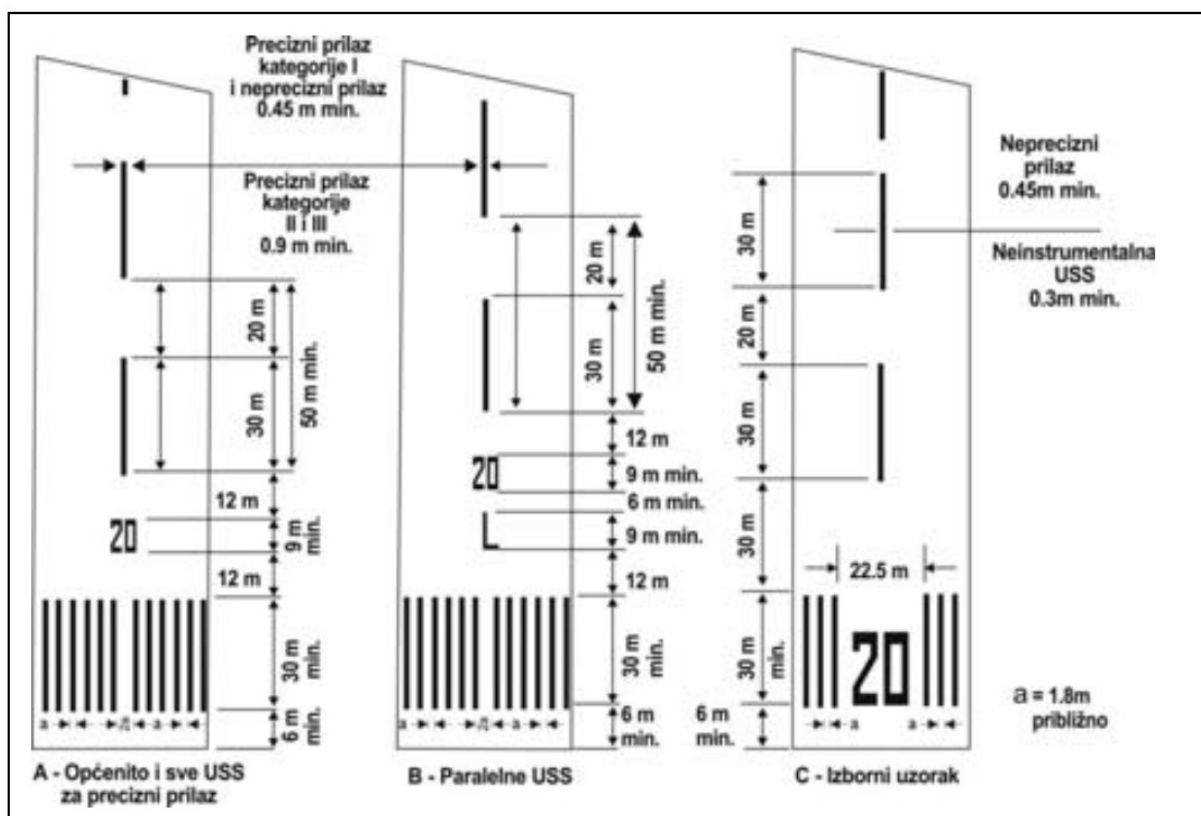 Precizni prilaz
kategorije I
i neprecizni prilaz
0.45 m min.
Precizni prilaz
kategorije
II i III
0.9 m min.
20 m
30 m
50 m min.
12 m
9 m
min.
12 m
30 m
min.
6 m
min.
20
a
A - Općenito i sve USS
za precizni prilaz
20 m
30 m
50 m min.
12 m
9 m min.
6 m min.
9 m min.
12 m
30 m
min.
6 m
min.
20
L
a
B - Paralelne USS
Neprecizni
prilaz
0.45m min.
Neinstrumentalna
USS
0.3m min.
30 m
20 m
30 m
30 m
22.5 m
30 m
min.
6 m
min.
20
a
a
a = 1.8m
približno
C - Izborni uzorak